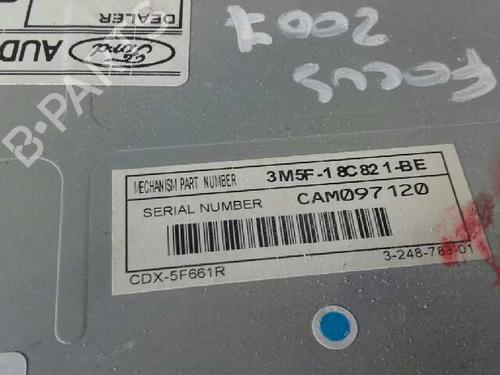 DEALER
Ford
AUD
FOCUS
2007
B-PARTS
MECHANISM PART NUMBER 3M5F-18C821-BE
SERIAL NUMBER CAM097120
CDX-5F661R
3-248-783-01